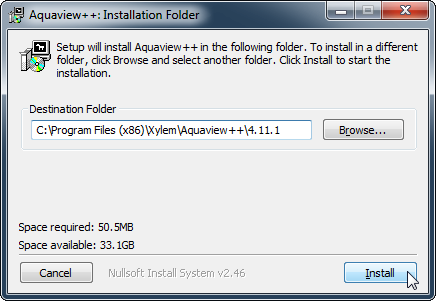 Aquaview++: Installation Folder
Setup will install Aquaview++ in the following folder. To install in a different
folder, click Browse and select another folder. Click Install to start the
installation.
Destination Folder
C:\Program Files (x86)\Xylem\Aquaview++\4.11.1
Browse...
Space required: 50.5MB
Space available: 33.1GB
Cancel
Nullsoft Install System v2.46
Install